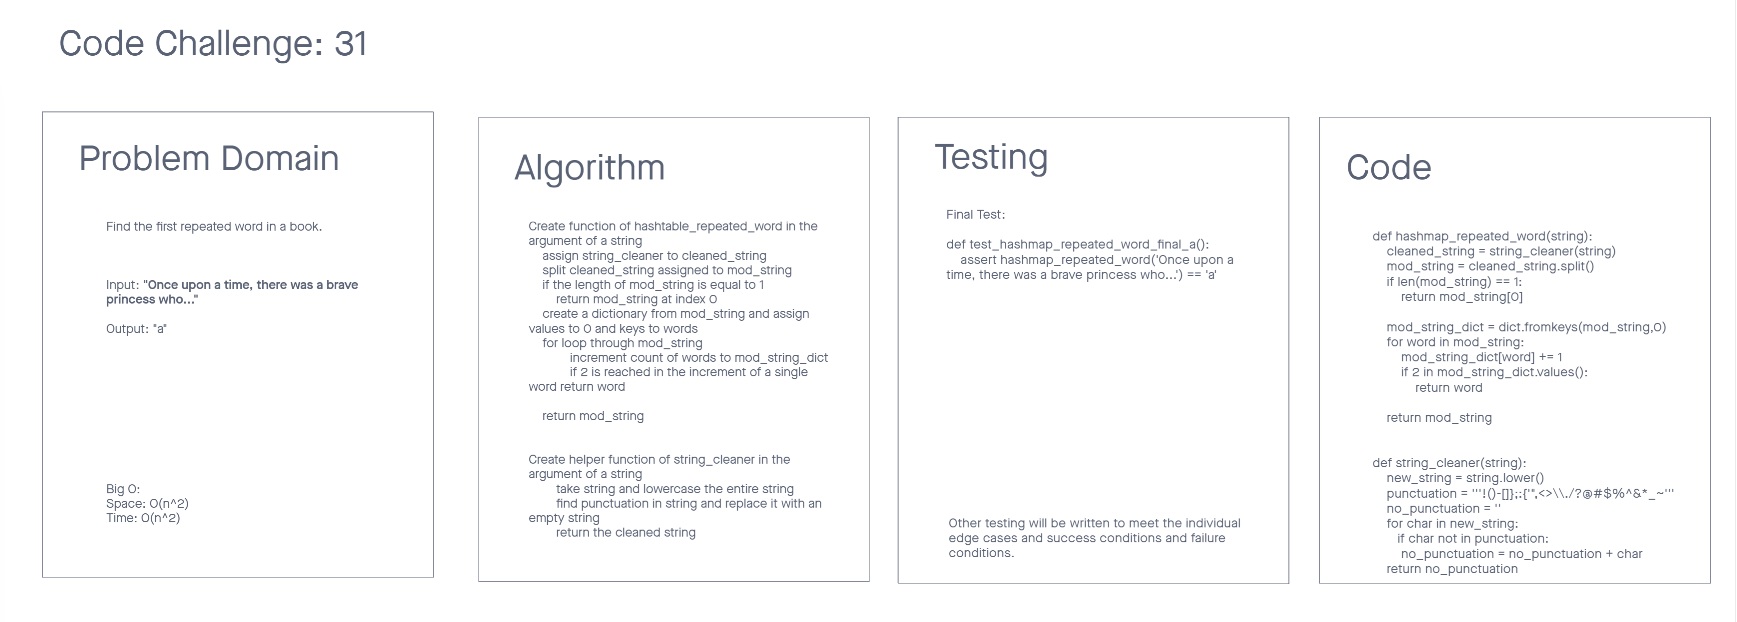 Code Challenge: 31
Problem Domain
Find the first repeated word in a book.
Input: "Once upon a time, there was a brave
princess who..."
Output: "a"
Big O:
Space: O(n^2)
Time: O(n^2)
Algorithm
Create function of hashtable_repeated_word in the
argument of a string
assign string_cleaner to cleaned_string
split cleaned_string assigned to mod_string
if the length of mod_string is equal to 1
return mod_string at index 0
create a dictionary from mod_string and assign
values to 0 and keys to words
for loop through mod_string
increment count of words to mod_string_dict
if 2 is reached in the increment of a single
word return word
return mod_string
Create helper function of string_cleaner in the
argument of a string
take string and lowercase the entire string
find punctuation in string and replace it with an
empty string
return the cleaned string
Testing
Final Test:
def test_hashmap_repeated_word_final_a():
assert hashmap_repeated_word('Once upon a
time, there was a brave princess who...') == 'a'
Other testing will be written to meet the individual
edge cases and success conditions and failure
conditions.
Code
def hashmap_repeated_word(string):
cleaned_string = string_cleaner(string)
mod_string = cleaned_string.split()
if len(mod_string) == 1:
return mod_string[0]
mod_string_dict = dict.fromkeys(mod_string,0)
for word in mod_string:
mod_string_dict[word] += 1
if 2 in mod_string_dict.values():
return word
return mod_string
def string_cleaner(string):
new_string = string.lower()
punctuation = '''!()-[]};:{'",<>\\./?@#$%^&*_~'''
no_punctuation = ''
for char in new_string:
if char not in punctuation:
no_punctuation = no_punctuation + char
return no_punctuation